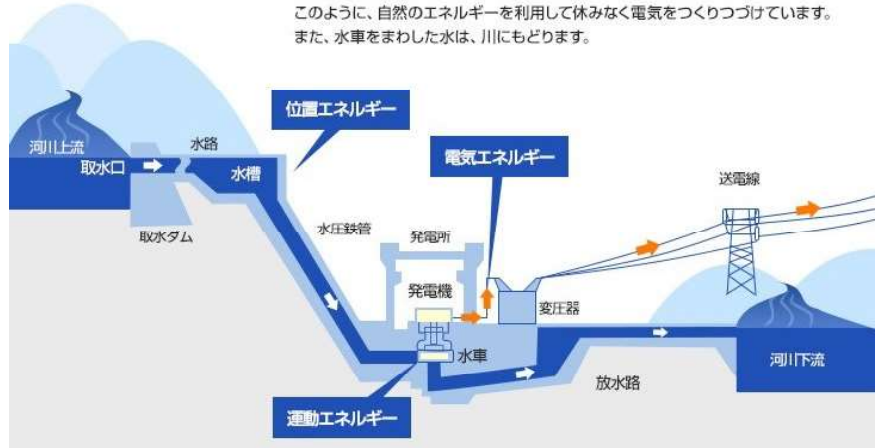 このように、自然のエネルギーを利用して休みなく電気をつくりつづけています。
また、水車をまわした水は、川にもどります。
位置エネルギー
河川上流
水路
取水口
水槽
電気エネルギー
送電線
取水ダム
水圧鉄管
発電所
発電機
変圧器
水車
河川下流
放水路
運動エネルギー